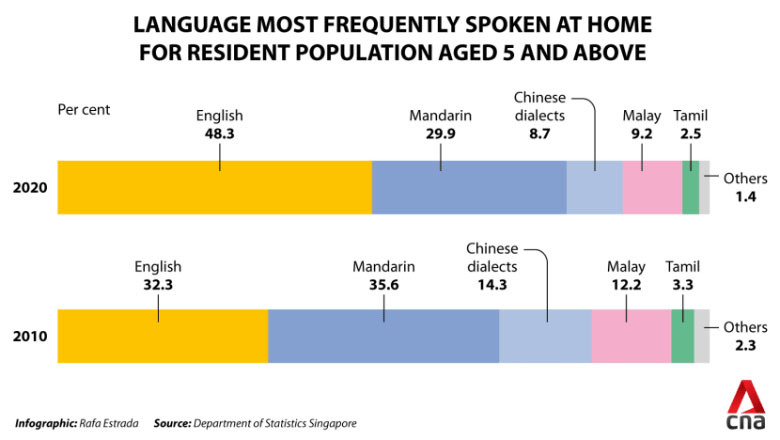 LANGUAGE MOST FREQUENTLY SPOKEN AT HOME
FOR RESIDENT POPULATION AGED 5 AND ABOVE
Per cent
English
48.3
Mandarin
29.9
Chinese
dialects
8.7
Malay
9.2
Tamil
2.5
2020
Others
1.4
English
32.3
Mandarin
35.6
Chinese
dialects
14.3
Malay
12.2
Tamil
3.3
2010
Others
2.3
Infographic: Rafa Estrada Source: Department of Statistics Singapore
cna